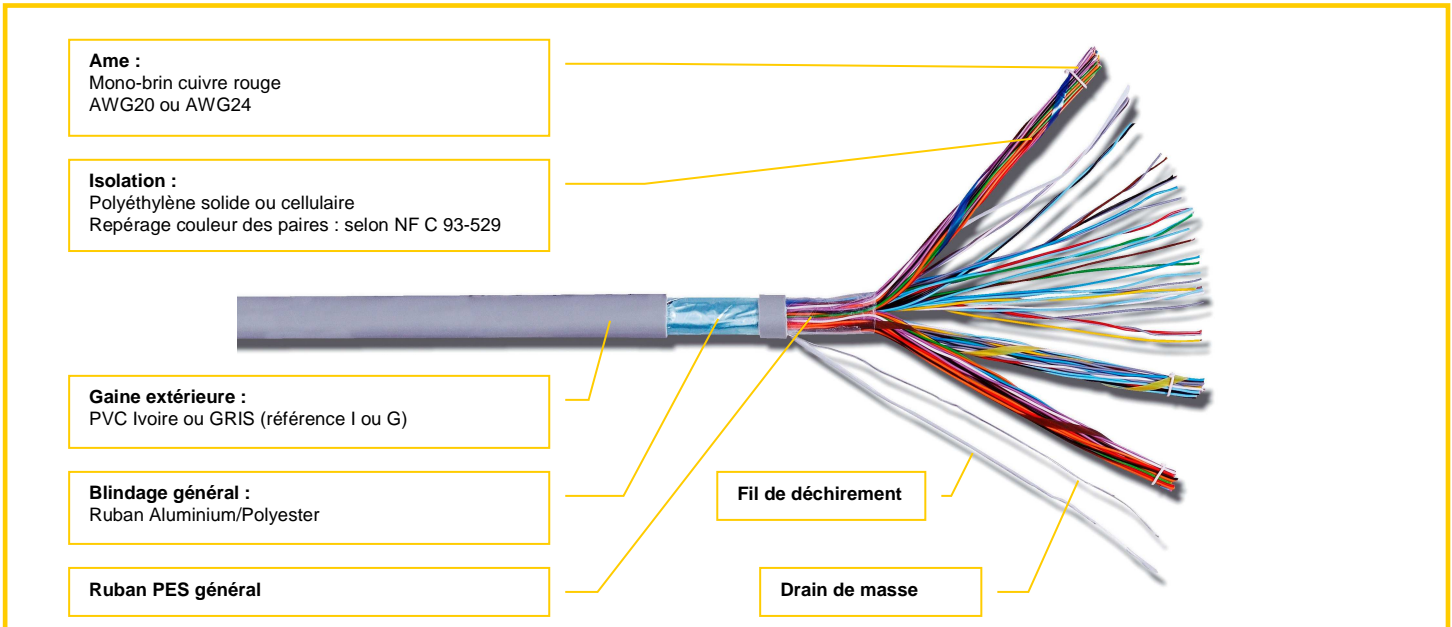 Ame :
Mono-brin cuivre rouge
AWG20 ou AWG24
Isolation :
Polyéthylène solide ou cellulaire
Repérage couleur des paires : selon NF C 93-529
Gaine extérieure :
PVC Ivoire ou GRIS (référence I ou G)
Blindage général :
Ruban Aluminium/Polyester
Ruban PES général
Fil de déchirement
Drain de masse